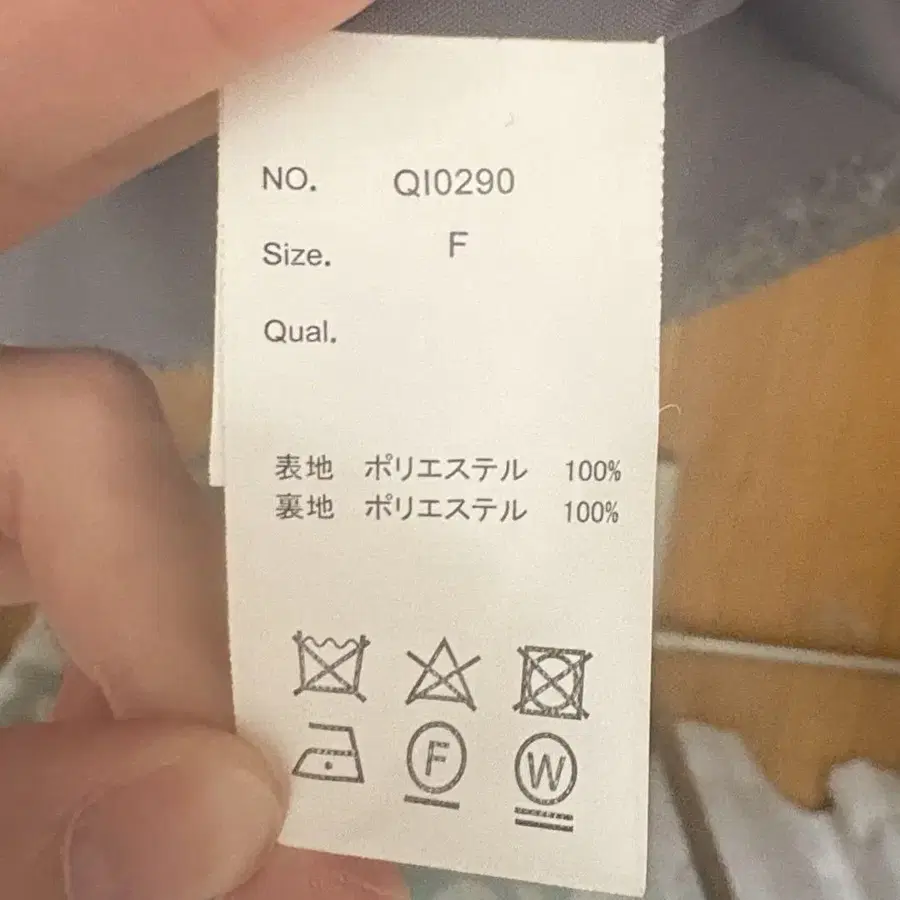 NO. QI0290
Size. F
Qual.
表地 ポリエステル 100%
裏地 ポリエステル 100%
F W